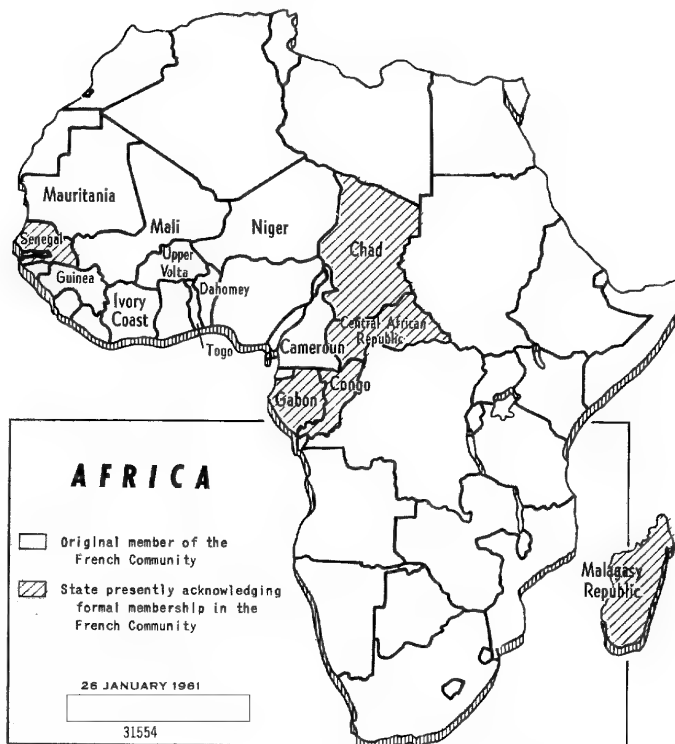 Mauritania
Mali
Niger
Chad
Senegal
Upper
Volta
Guinea
Dahomey
Ivory
Coast
Togo
Cameroun
Central African
Republic
Gabon
Congo
Malagasy
Republic
AFRICA
Original member of the
French Community
State presently acknowledging
formal membership in the
French Community
26 JANUARY 1961
31554